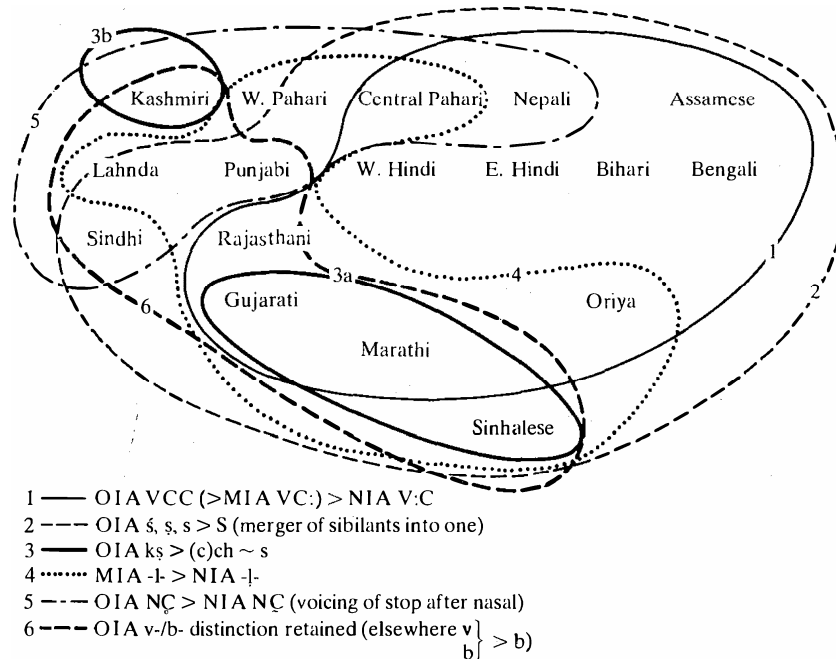 3b
Kashmiri W. Pahari Central Pahari Nepali Assamese
5
Lahnda Punjabi W. Hindi E. Hindi Bihari Bengali
Sindhi Rajasthani
1
3a 4
2
6 Gujarati Oriya
Marathi
Sinhalese
1 OIA VCC (>MIA VC:) > NIA V:C
2 OIA ś, ṣ, s > S (merger of sibilants into one)
3 OIA kṣ > (c)ch ~ s
4 MIA -l- > NIA -ḷ-
5 OIA NC̥ > NIA NC̬ (voicing of stop after nasal)
6 OIA v-/b- distinction retained (elsewhere v b} > b)